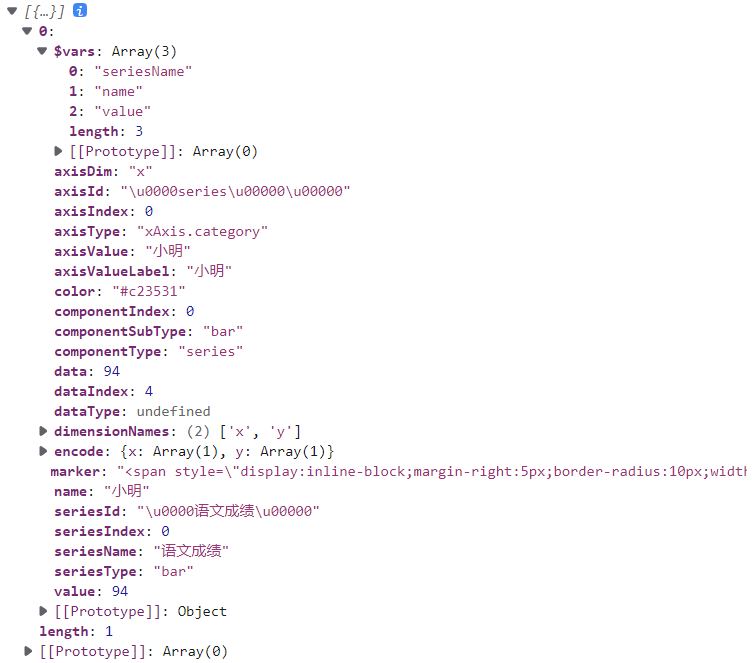 [{…}] i
0:
$vars: Array(3)
0: "seriesName"
1: "name"
2: "value"
length: 3
[[Prototype]]: Array(0)
axisDim: "x"
axisId: "\u0000series\u00000\u00000"
axisIndex: 0
axisType: "xAxis.category"
axisValue: "小明"
axisValueLabel: "小明"
color: "#c23531"
componentIndex: 0
componentSubType: "bar"
componentType: "series"
data: 94
dataIndex: 4
dataType: undefined
dimensionNames: (2) ['x', 'y']
encode: {x: Array(1), y: Array(1)}
marker: "<span style=\"display:inline-block;margin-right:5px;border-radius:10px;width
name: "小明"
seriesId: "\u0000语文成绩\u00000"
seriesIndex: 0
seriesName: "语文成绩"
seriesType: "bar"
value: 94
[[Prototype]]: Object
length: 1
[[Prototype]]: Array(0)